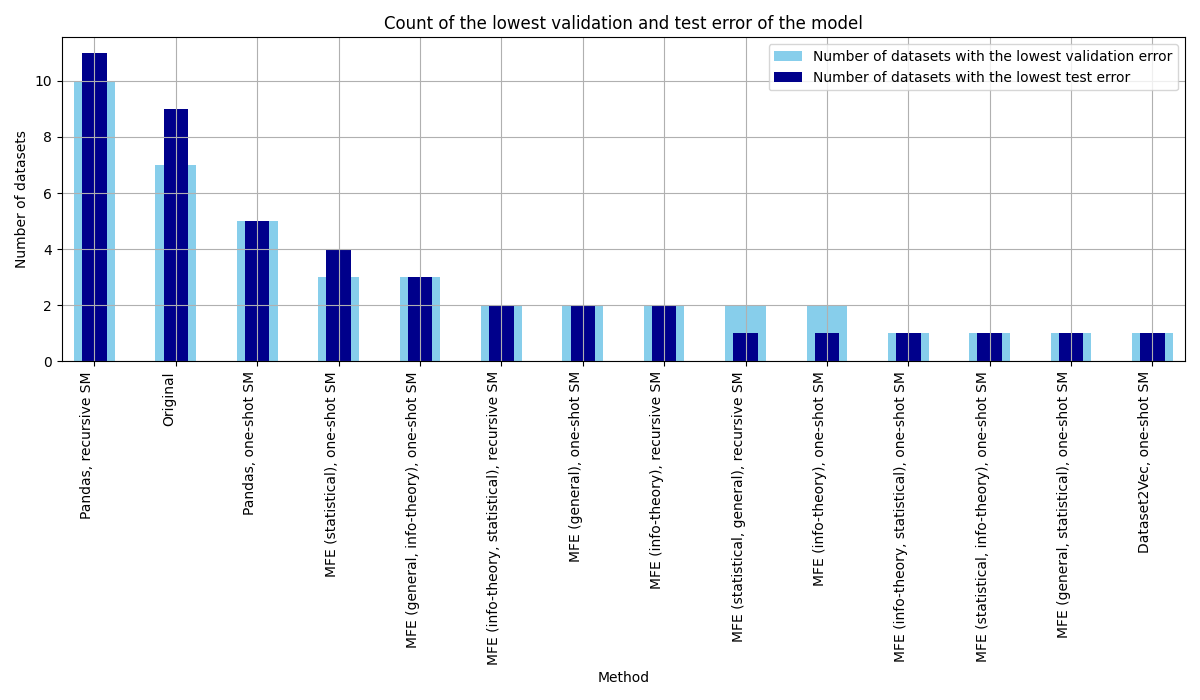 Count of the lowest validation and test error of the model
Number of datasets with the lowest validation error
Number of datasets with the lowest test error
Number of datasets
10
8
6
4
2
0
Pandas, recursive SM
Original
Pandas, one-shot SM
MFE (statistical), one-shot SM
MFE (general, info-theory), one-shot SM
MFE (info-theory, statistical), recursive SM
MFE (general), one-shot SM
MFE (info-theory), recursive SM
MFE (statistical, general), recursive SM
MFE (info-theory), one-shot SM
MFE (info-theory, statistical), one-shot SM
MFE (statistical, info-theory), one-shot SM
MFE (general, statistical), one-shot SM
Dataset2Vec, one-shot SM
Method